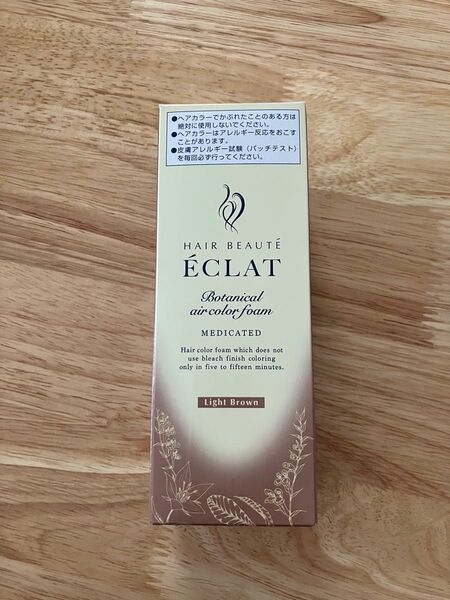 ●ヘアカラーでかぶれたことのある方は
絶対に使用しないでください。
●ヘアカラーはアレルギー反応をおこす
ことがあります。
●皮膚アレルギー試験（パッチテスト）
を毎回必ず行ってください。
HAIR BEAUTÉ
ÉCLAT
Botanical
air color foam
MEDICATED
Hair color foam which does not
use bleach finish coloring
only in five to fifteen minutes.
Light Brown